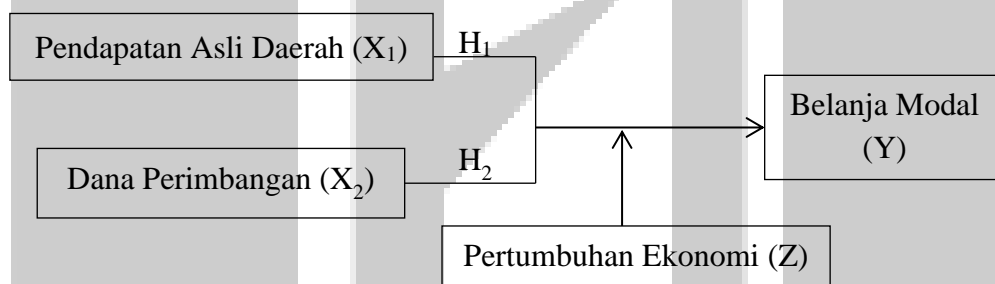 Pendapatan Asli Daerah (X₁)
H₁
Belanja Modal
(Y)
H₂
Dana Perimbangan (X₂)
Pertumbuhan Ekonomi (Z)